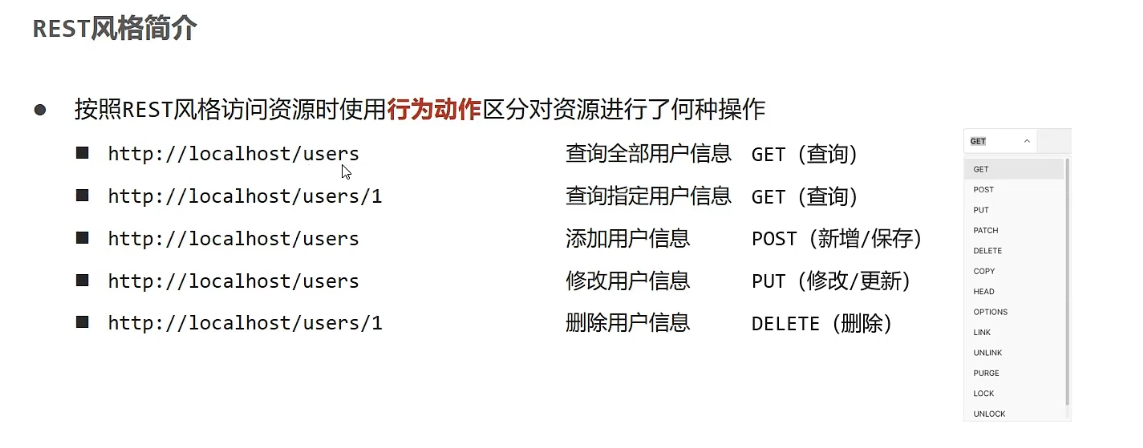 REST风格简介
按照REST风格访问资源时使用行为动作区分对资源进行了何种操作
http://localhost/users 查询全部用户信息 GET（查询）
http://localhost/users/1 查询指定用户信息 GET（查询）
http://localhost/users 添加用户信息 POST（新增/保存）
http://localhost/users 修改用户信息 PUT（修改/更新）
http://localhost/users/1 删除用户信息 DELETE（删除）
GET
GET
POST
PUT
PATCH
DELETE
COPY
HEAD
OPTIONS
LINK
UNLINK
PURGE
LOCK
UNLOCK